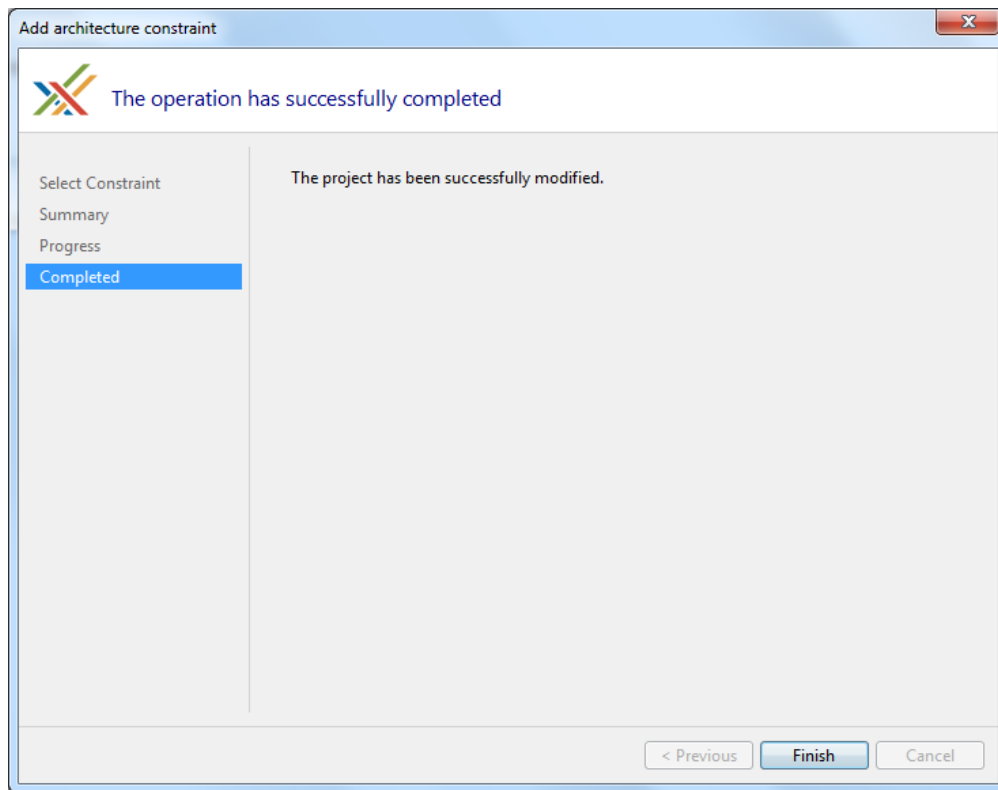 Add architecture constraint
The operation has successfully completed
Select Constraint
The project has been successfully modified.
Summary
Progress
Completed
< Previous
Finish
Cancel